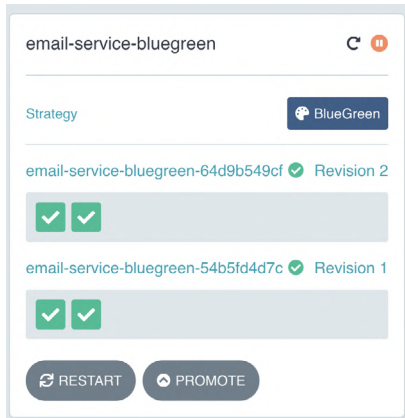 email-service-bluegreen
Strategy
BlueGreen
email-service-bluegreen-64d9b549cf Revision 2
email-service-bluegreen-54b5fd4d7c Revision 1
RESTART PROMOTE